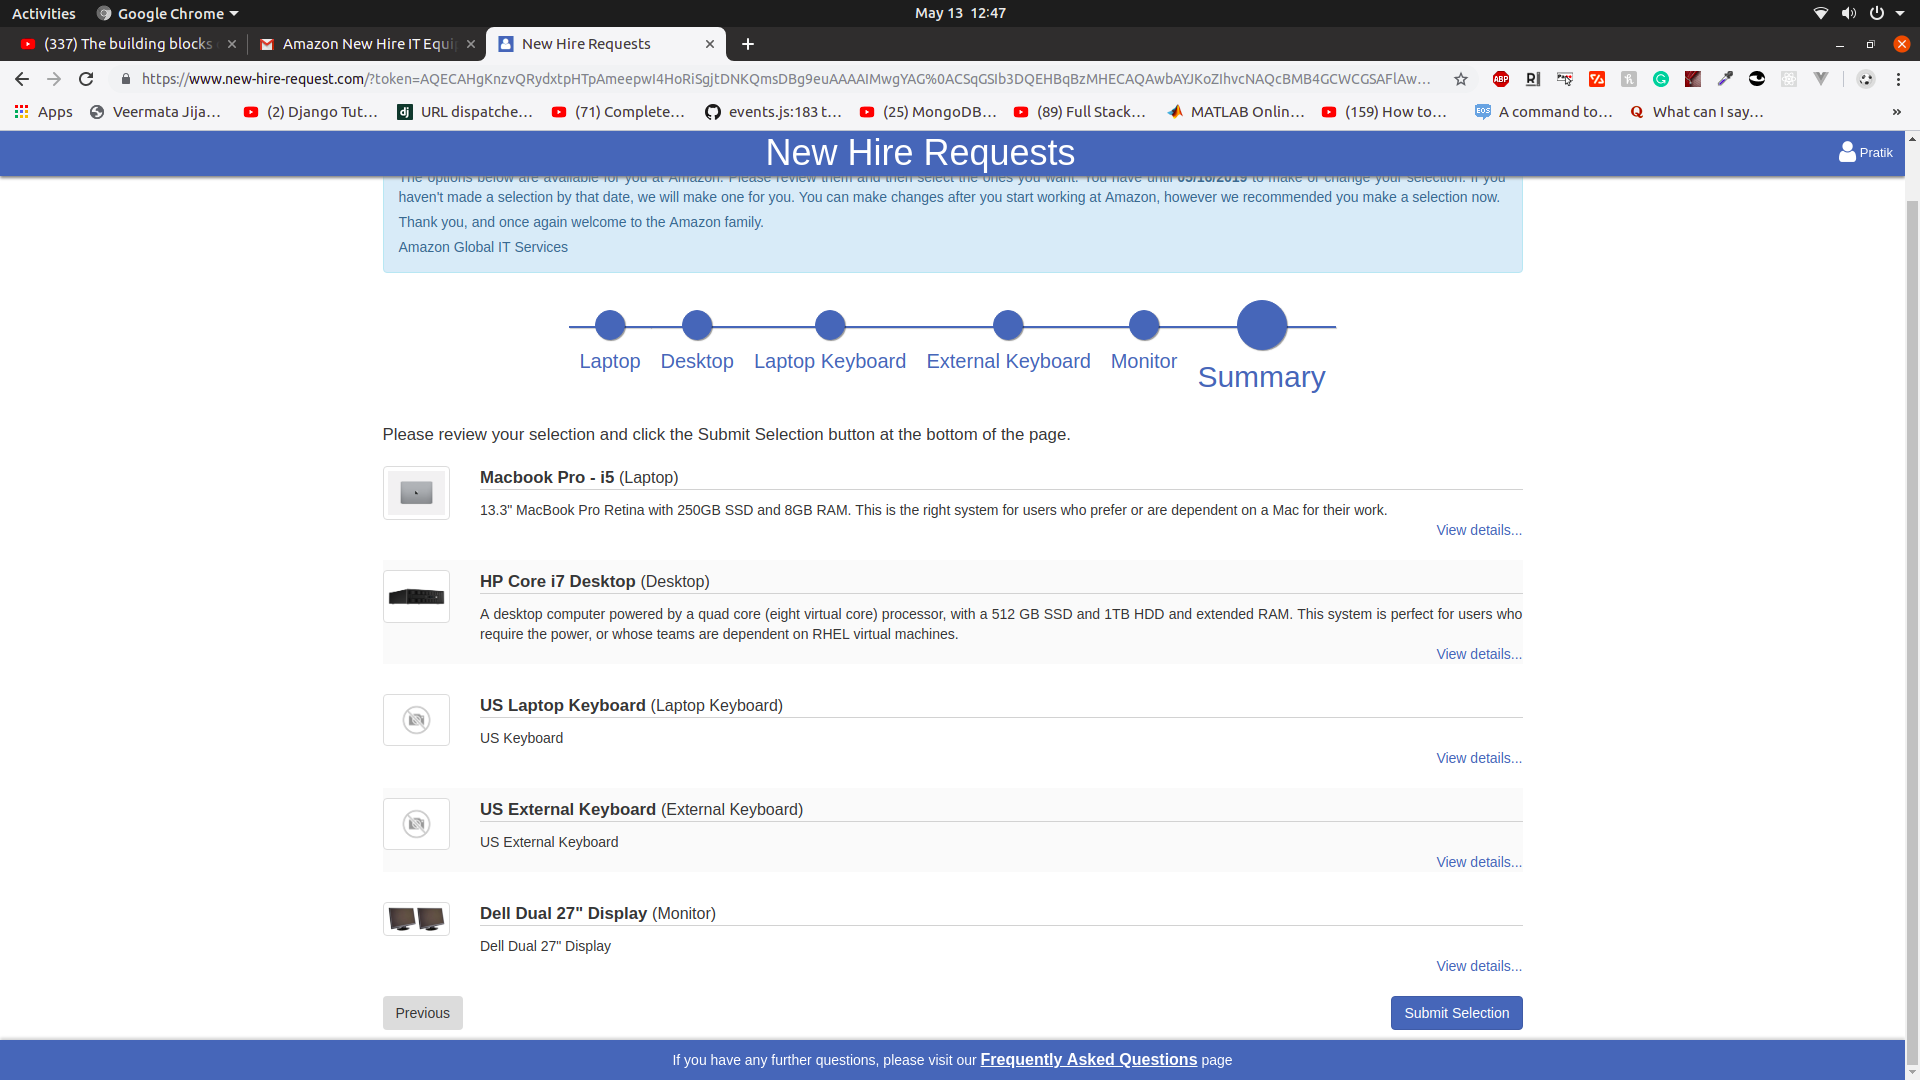 Activities
Google Chrome
May 13 12:47
(337) The building blocks
Amazon New Hire IT Equi
New Hire Requests
https://www.new-hire-request.com/?token=AQECAHgKnzvQRydxtpHTpAmeepwI4HoRiSgjtDNKQmsDBg9euAAAAIMwgYAG%0ACSqGSIb3DQEHBqBzMHECAQAwbAYJKoZIhvcNAQcBMB4GCWCGSAFlAw...
Apps
Veermata Jija...
(2) Django Tut...
URL dispatche...
(71) Complete...
events.js:183 t...
(25) MongoDB...
(89) Full Stack...
MATLAB Onlin...
(159) How to...
A command to...
What can I say...
New Hire Requests
Pratik
The options below are available for you at Amazon. Please review them and then select the ones you want. You have until 05/16/2019 to make or change your selection. If you
haven't made a selection by that date, we will make one for you. You can make changes after you start working at Amazon, however we recommended you make a selection now.
Thank you, and once again welcome to the Amazon family.
Amazon Global IT Services
Laptop
Desktop
Laptop Keyboard
External Keyboard
Monitor
Summary
Please review your selection and click the Submit Selection button at the bottom of the page.
Macbook Pro - i5 (Laptop)
13.3" MacBook Pro Retina with 250GB SSD and 8GB RAM. This is the right system for users who prefer or are dependent on a Mac for their work.
View details...
HP Core i7 Desktop (Desktop)
A desktop computer powered by a quad core (eight virtual core) processor, with a 512 GB SSD and 1TB HDD and extended RAM. This system is perfect for users who
require the power, or whose teams are dependent on RHEL virtual machines.
View details...
US Laptop Keyboard (Laptop Keyboard)
US Keyboard
View details...
US External Keyboard (External Keyboard)
US External Keyboard
View details...
Dell Dual 27" Display (Monitor)
Dell Dual 27" Display
View details...
Previous
Submit Selection
If you have any further questions, please visit our Frequently Asked Questions page